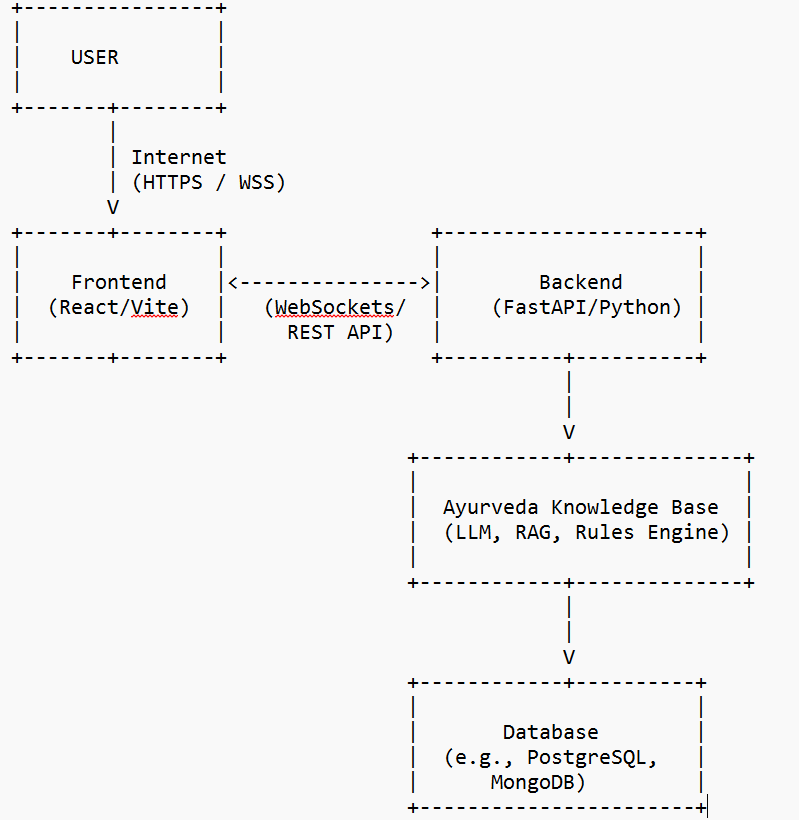 USER
Internet
(HTTPS / WSS)
V
Frontend
(React/Vite)
<--------------->
(WebSockets/
REST API)
Backend
(FastAPI/Python)
V
Ayurveda Knowledge Base
(LLM, RAG, Rules Engine)
V
Database
(e.g., PostgreSQL,
MongoDB)